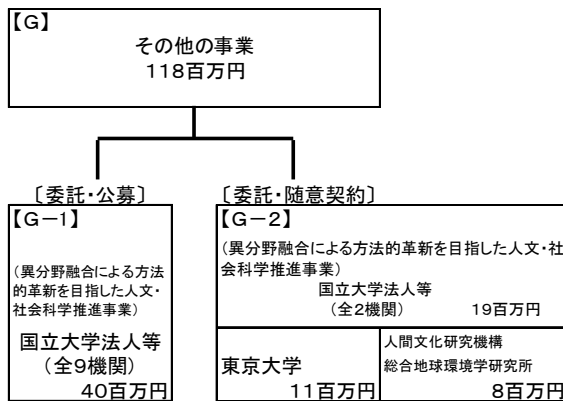 【G】
その他の事業
118百万円
〔委託・公募〕
【G－1】
(異分野融合による方法
的革新を目指した人文・
社会科学推進事業)
国立大学法人等
(全9機関)
40百万円
〔委託・随意契約〕
【G－2】
(異分野融合による方法的革新を目指した人文・社
会科学推進事業)
国立大学法人等
(全2機関) 19百万円
東京大学
11百万円
人間文化研究機構
総合地球環境学研究所
8百万円